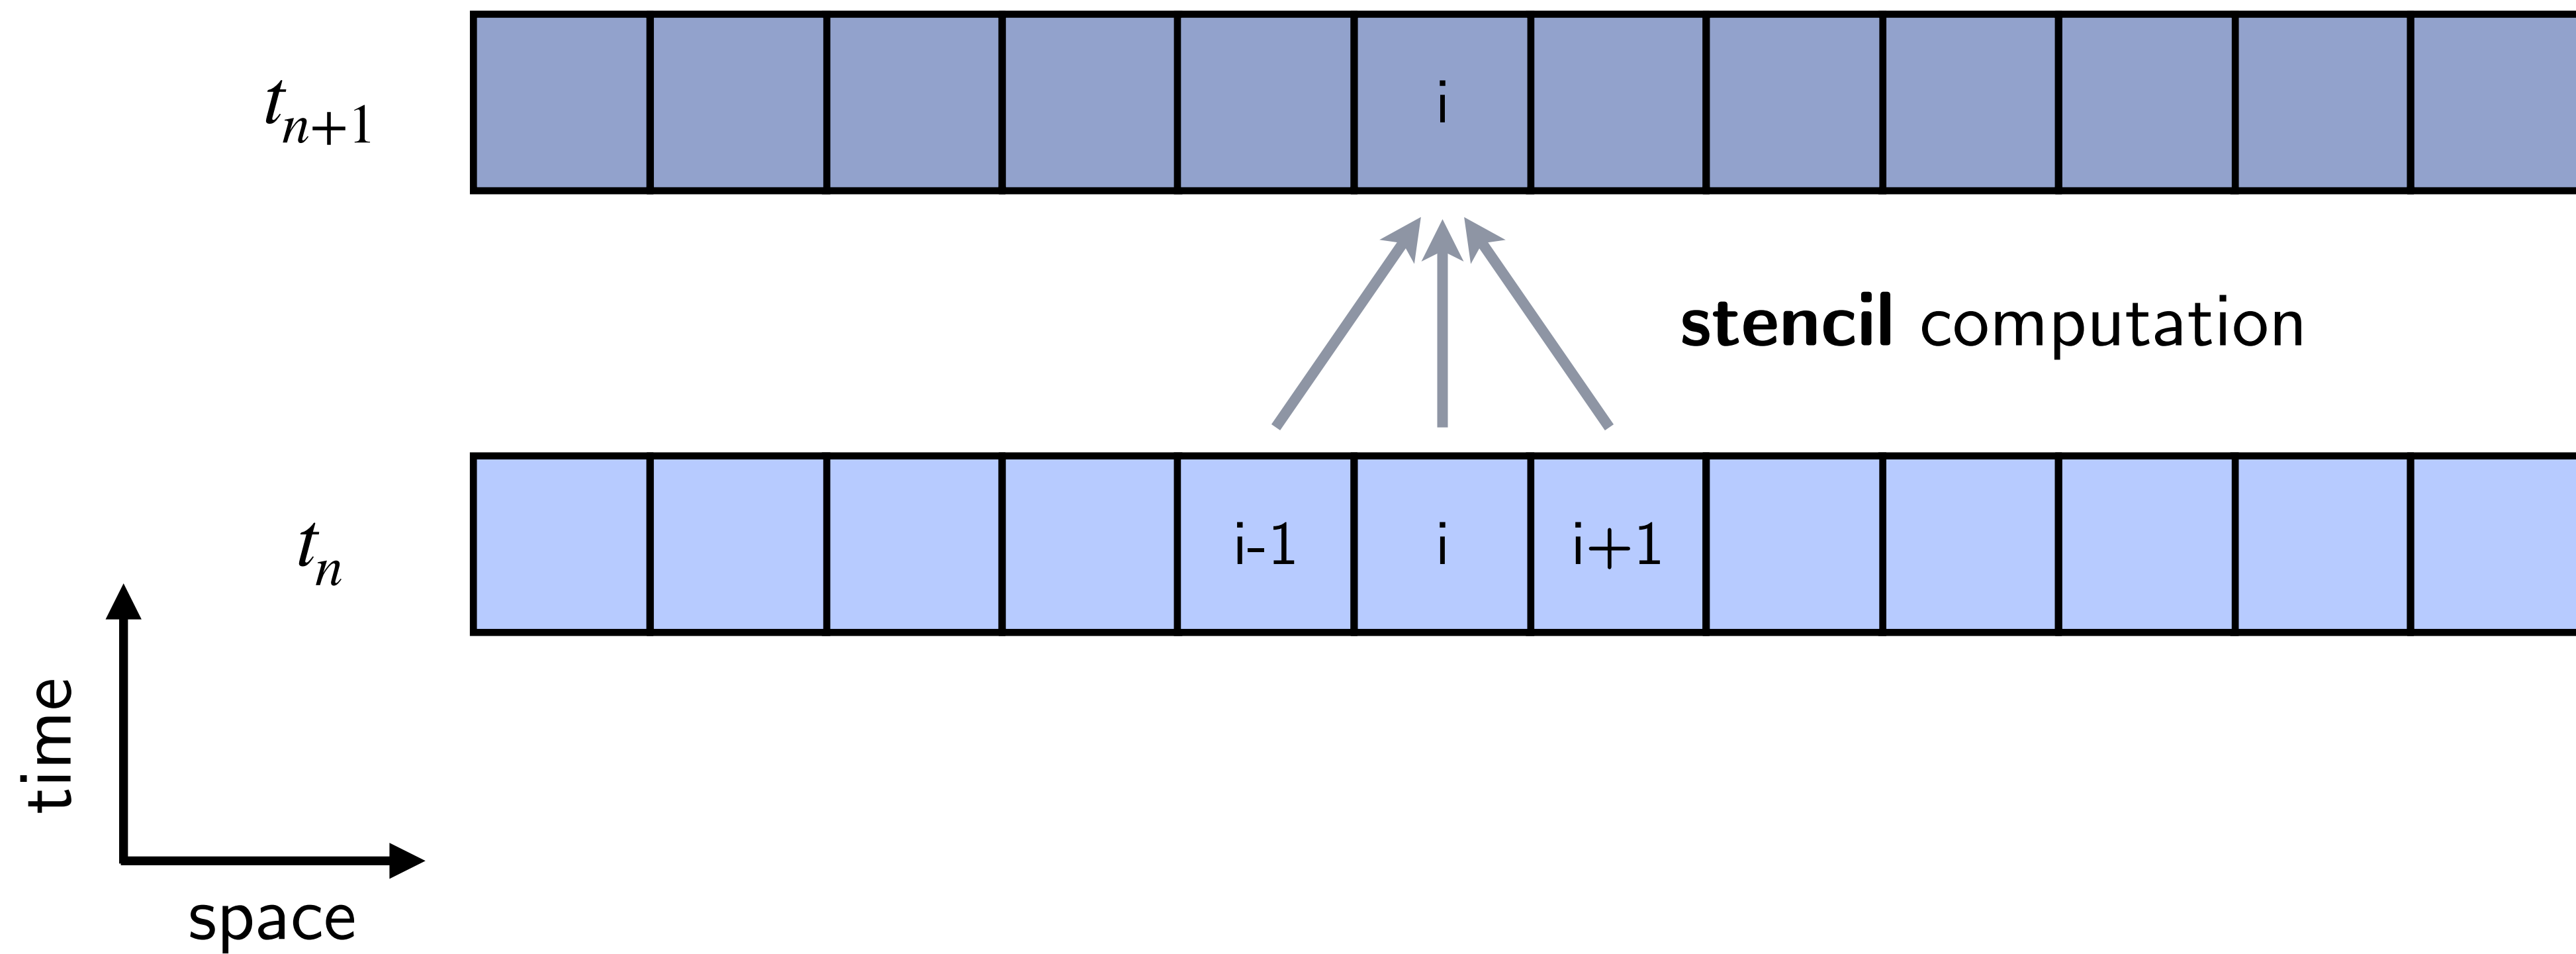 t_{n+1}
i
stencil computation
t_n
i-1 i i+1
time
space